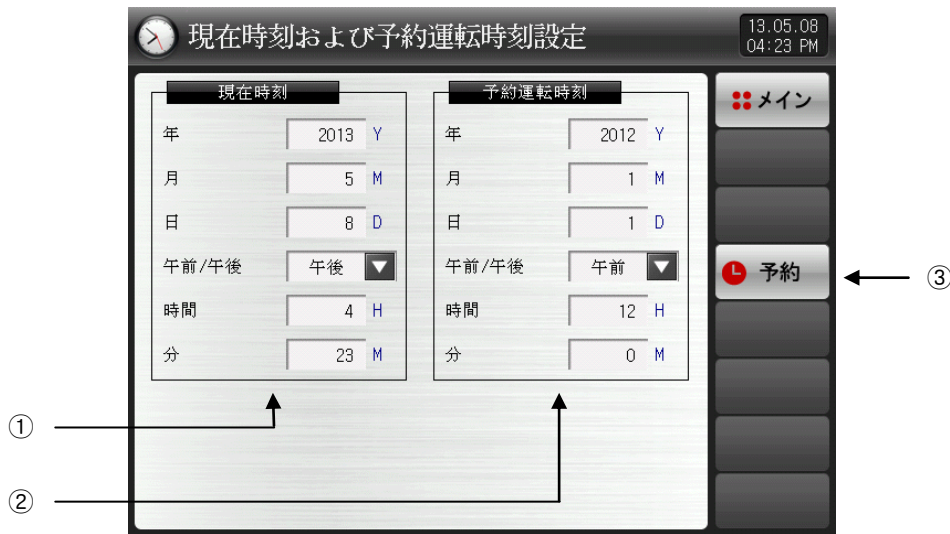 現在時刻および予約運転時刻設定
13.05.08
04:23 PM
現在時刻
年 2013 Y
月 5 M
日 8 D
午前/午後 午後
時間 4 H
分 23 M
予約運転時刻
年 2012 Y
月 1 M
日 1 D
午前/午後 午前
時間 12 H
分 0 M
メイン
予約
③
①
②